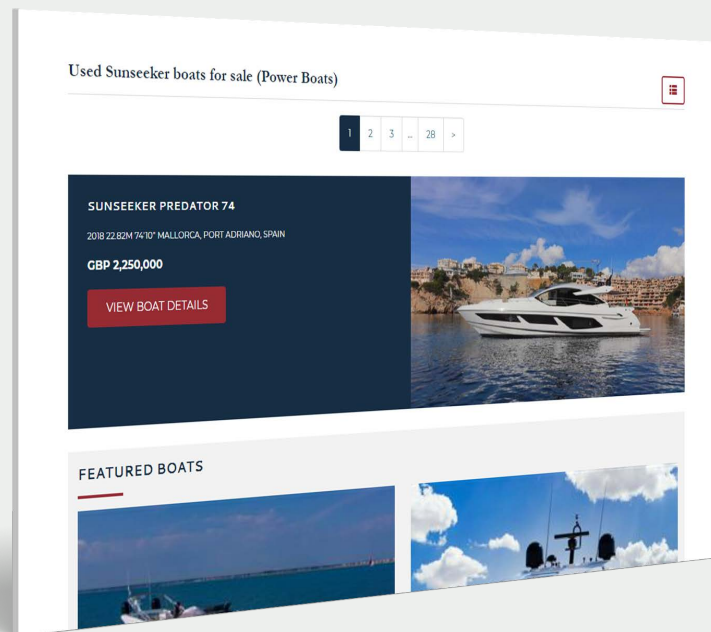 Used Sunseeker boats for sale (Power Boats)
1 2 3 ... 28 >
SUNSEEKER PREDATOR 74
2018 22.82M 74'10" MALLORCA, PORT ADRIANO, SPAIN
GBP 2,250,000
VIEW BOAT DETAILS
FEATURED BOATS